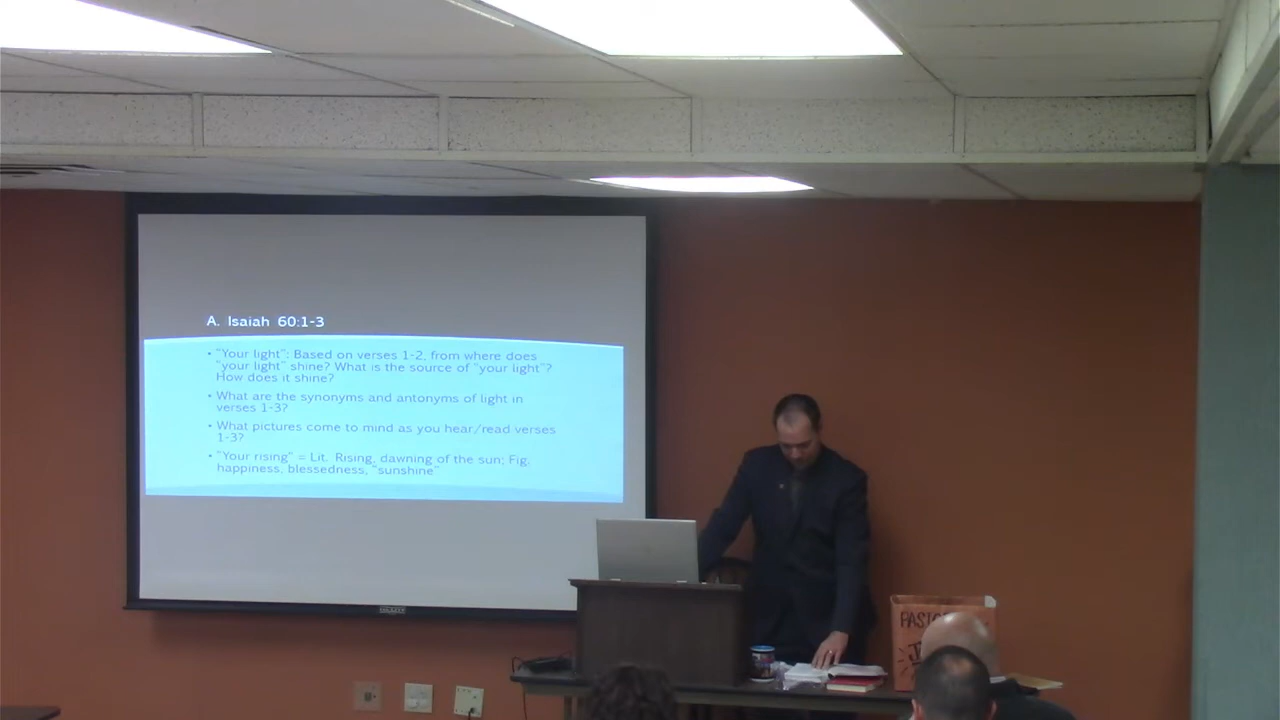 A. Isaiah 60:1-3
• "Your light": Based on verses 1-2, from where does
"your light" shine? What is the source of "your light"?
How does it shine?
• What are the synonyms and antonyms of light in
verses 1-3?
• What pictures come to mind as you hear/read verses
1-3?
• "Your rising" = Lit. Rising, dawning of the sun; Fig.
happiness, blessedness, "sunshine"